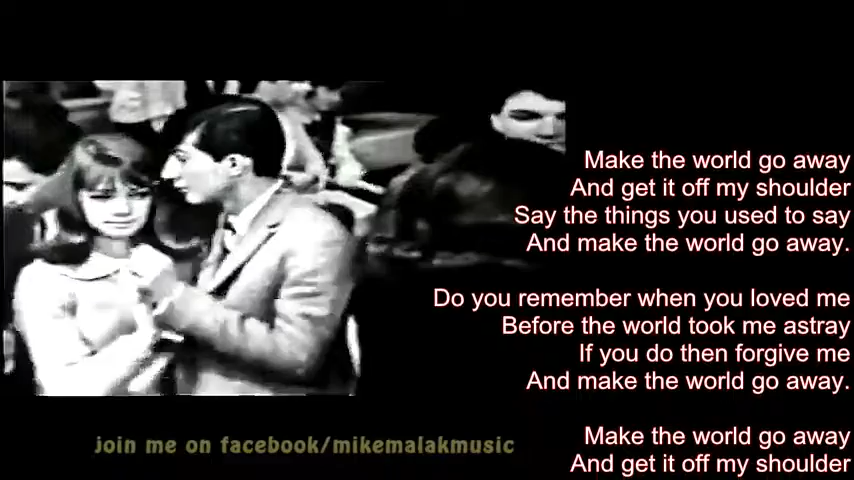 Make the world go away
And get it off my shoulder
Say the things you used to say
And make the world go away.
Do you remember when you loved me
Before the world took me astray
If you do then forgive me
And make the world go away.
Make the world go away
And get it off my shoulder
join me on facebook/mikemalakmusic